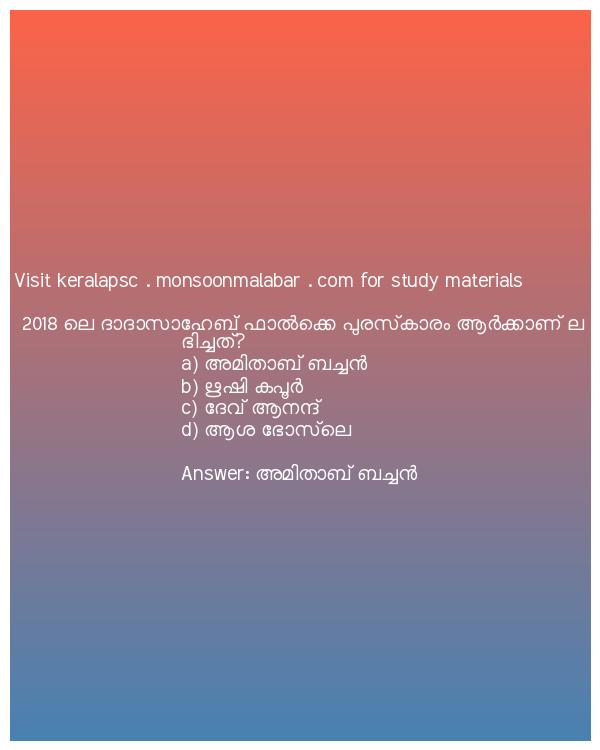 Visit keralapsc . monsoonmalabar . com for study materials
2018 ലെ ദാദാസാഹേബ് ഫാൽക്കെ പുരസ്കാരം ആർക്കാണ് ല
ഭിച്ചത്?
a) അമിതാബ് ബച്ചൻ
b) ഋഷി കപൂർ
c) ദേവ് ആനന്ദ്
d) ആശ ഭോസ്ലെ
Answer: അമിതാബ് ബച്ചൻ